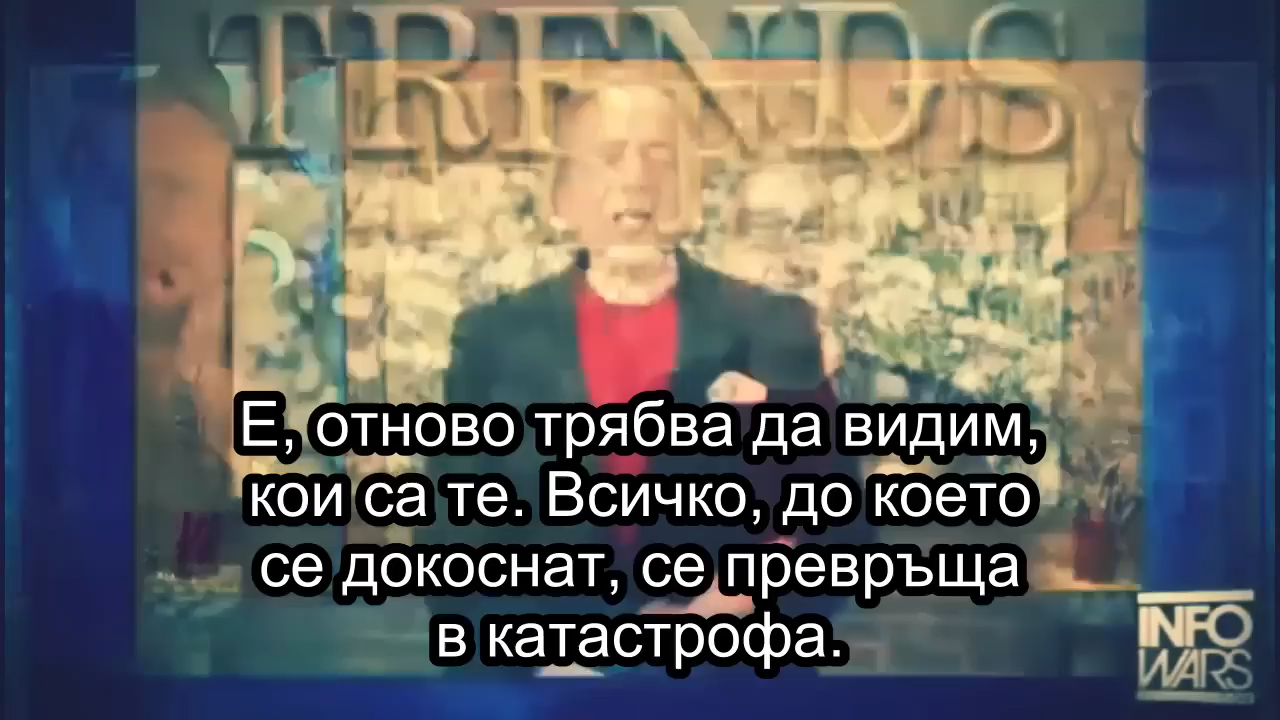 TRENDS
Е, отново трябва да видим,
кои са те. Всичко, до което
се докоснат, се превръща
в катастрофа.
INFO
WARS